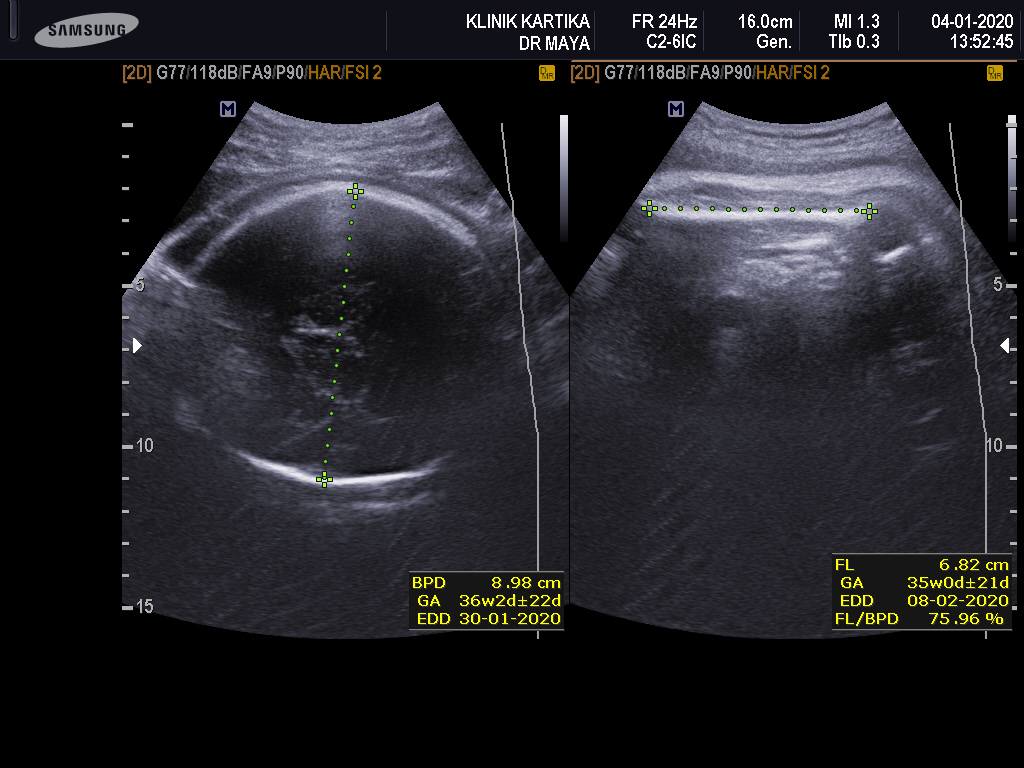 SAMSUNG
KLINIK KARTIKA
DR MAYA
FR 24Hz
C2-6IC
16.0cm
Gen.
MI 1.3
TIb 0.3
04-01-2020
13:52:45
[2D] G77/118dB/FA9/P90/HAR/FSI 2
[2D] G77/118dB/FA9/P90/HAR/FSI 2
M
M
5
10
15
5
10
BPD 8.98 cm
GA 36w2d±22d
EDD 30-01-2020
FL 6.82 cm
GA 35w0d±21d
EDD 08-02-2020
FL/BPD 75.96 %